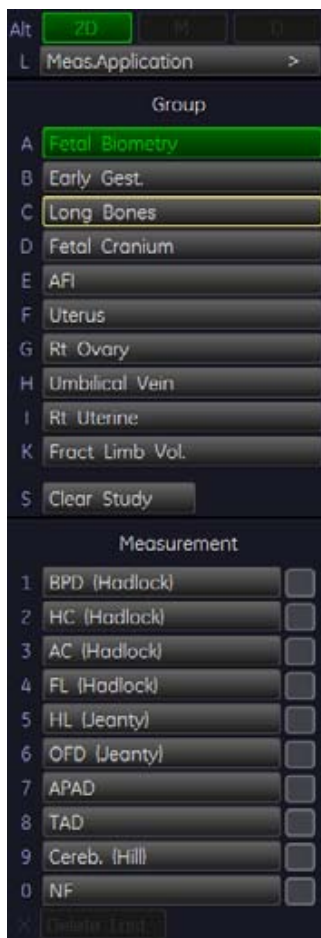 Alt 2D M D
L Meas.Application >
Group
A Fetal Biometry
B Early Gest.
C Long Bones
D Fetal Cranium
E AFI
F Uterus
G Rt Ovary
H Umbilical Vein
I Rt Uterine
K Fract Limb Vol.
S Clear Study
Measurement
1 BPD (Hadlock)
2 HC (Hadlock)
3 AC (Hadlock)
4 FL (Hadlock)
5 HL (Jeanty)
6 OFD (Jeanty)
7 APAD
8 TAD
9 Cereb. (Hill)
0 NF
X Delete Last